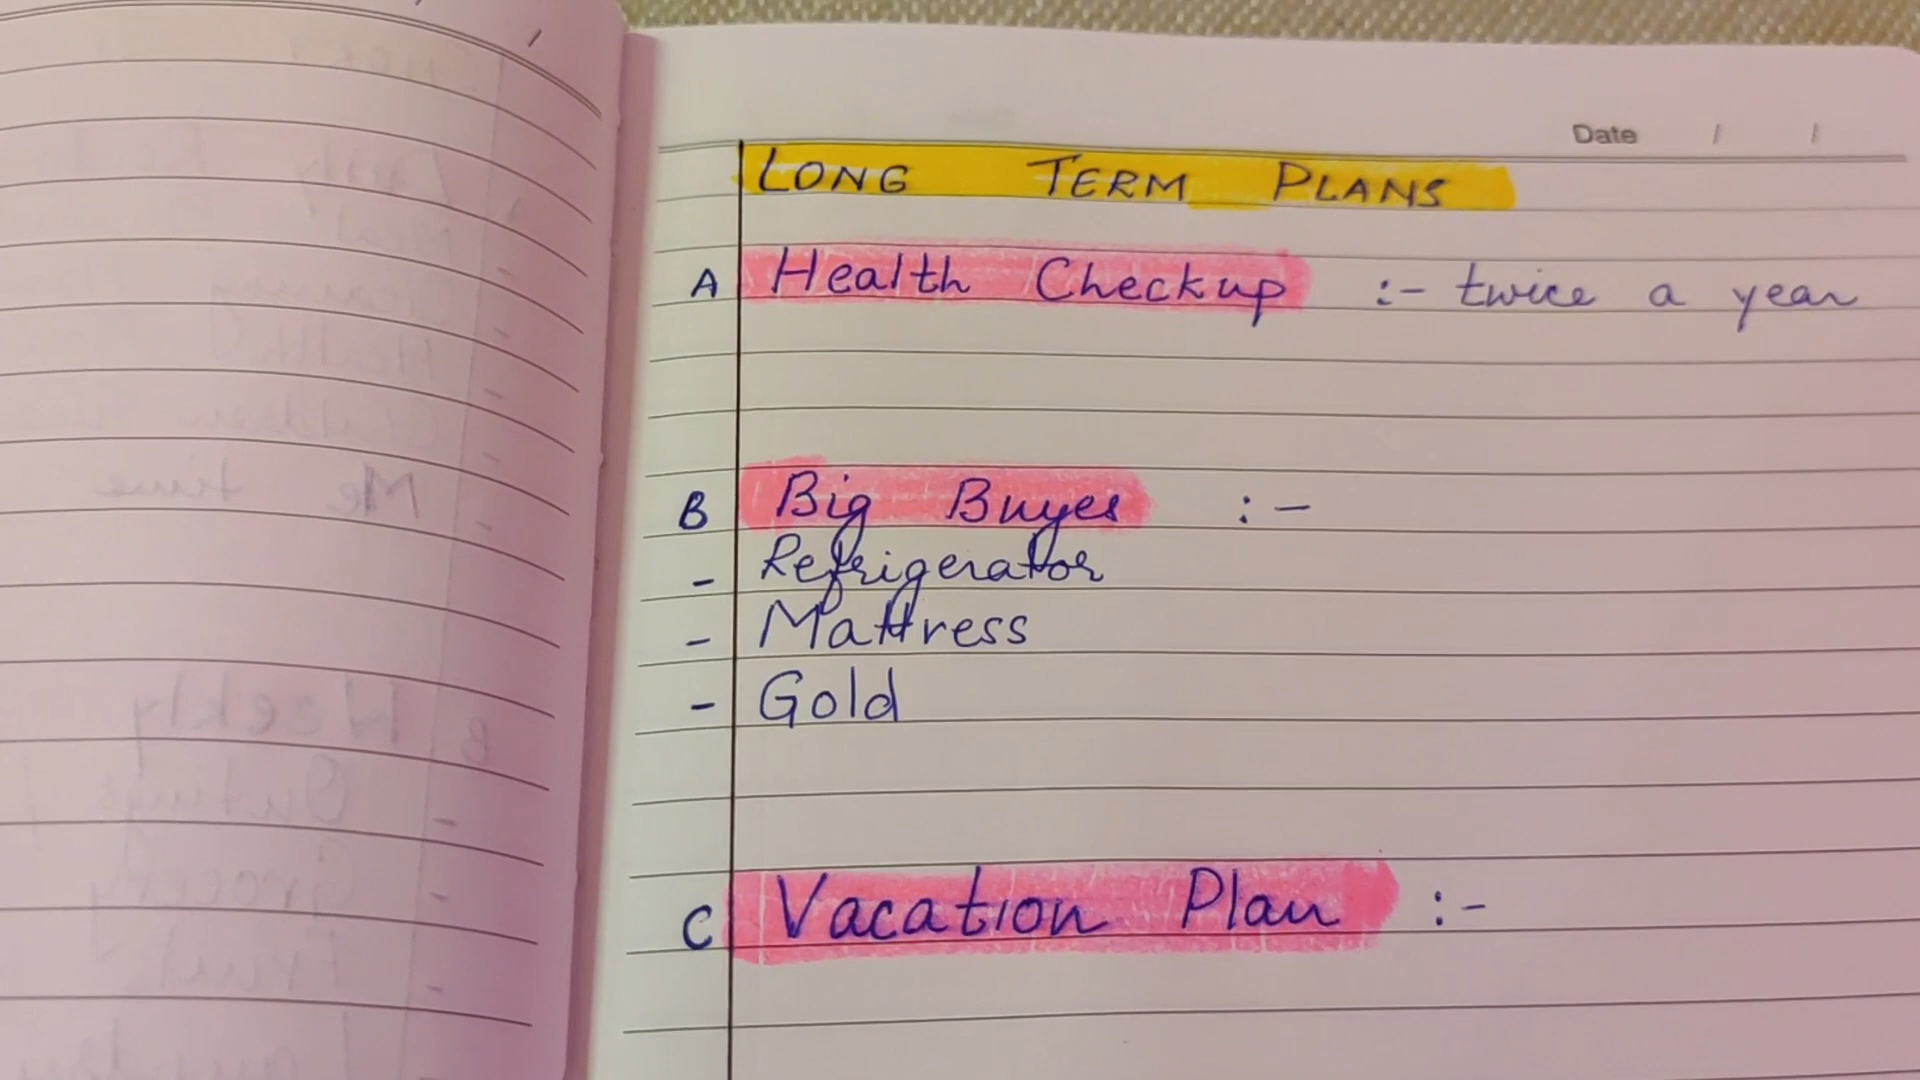 Date / /
LONG TERM PLANS
A Health Checkup :- twice a year
B Big Buyes :-
- Refrigerator
- Mattress
- Gold
C Vacation Plan :-